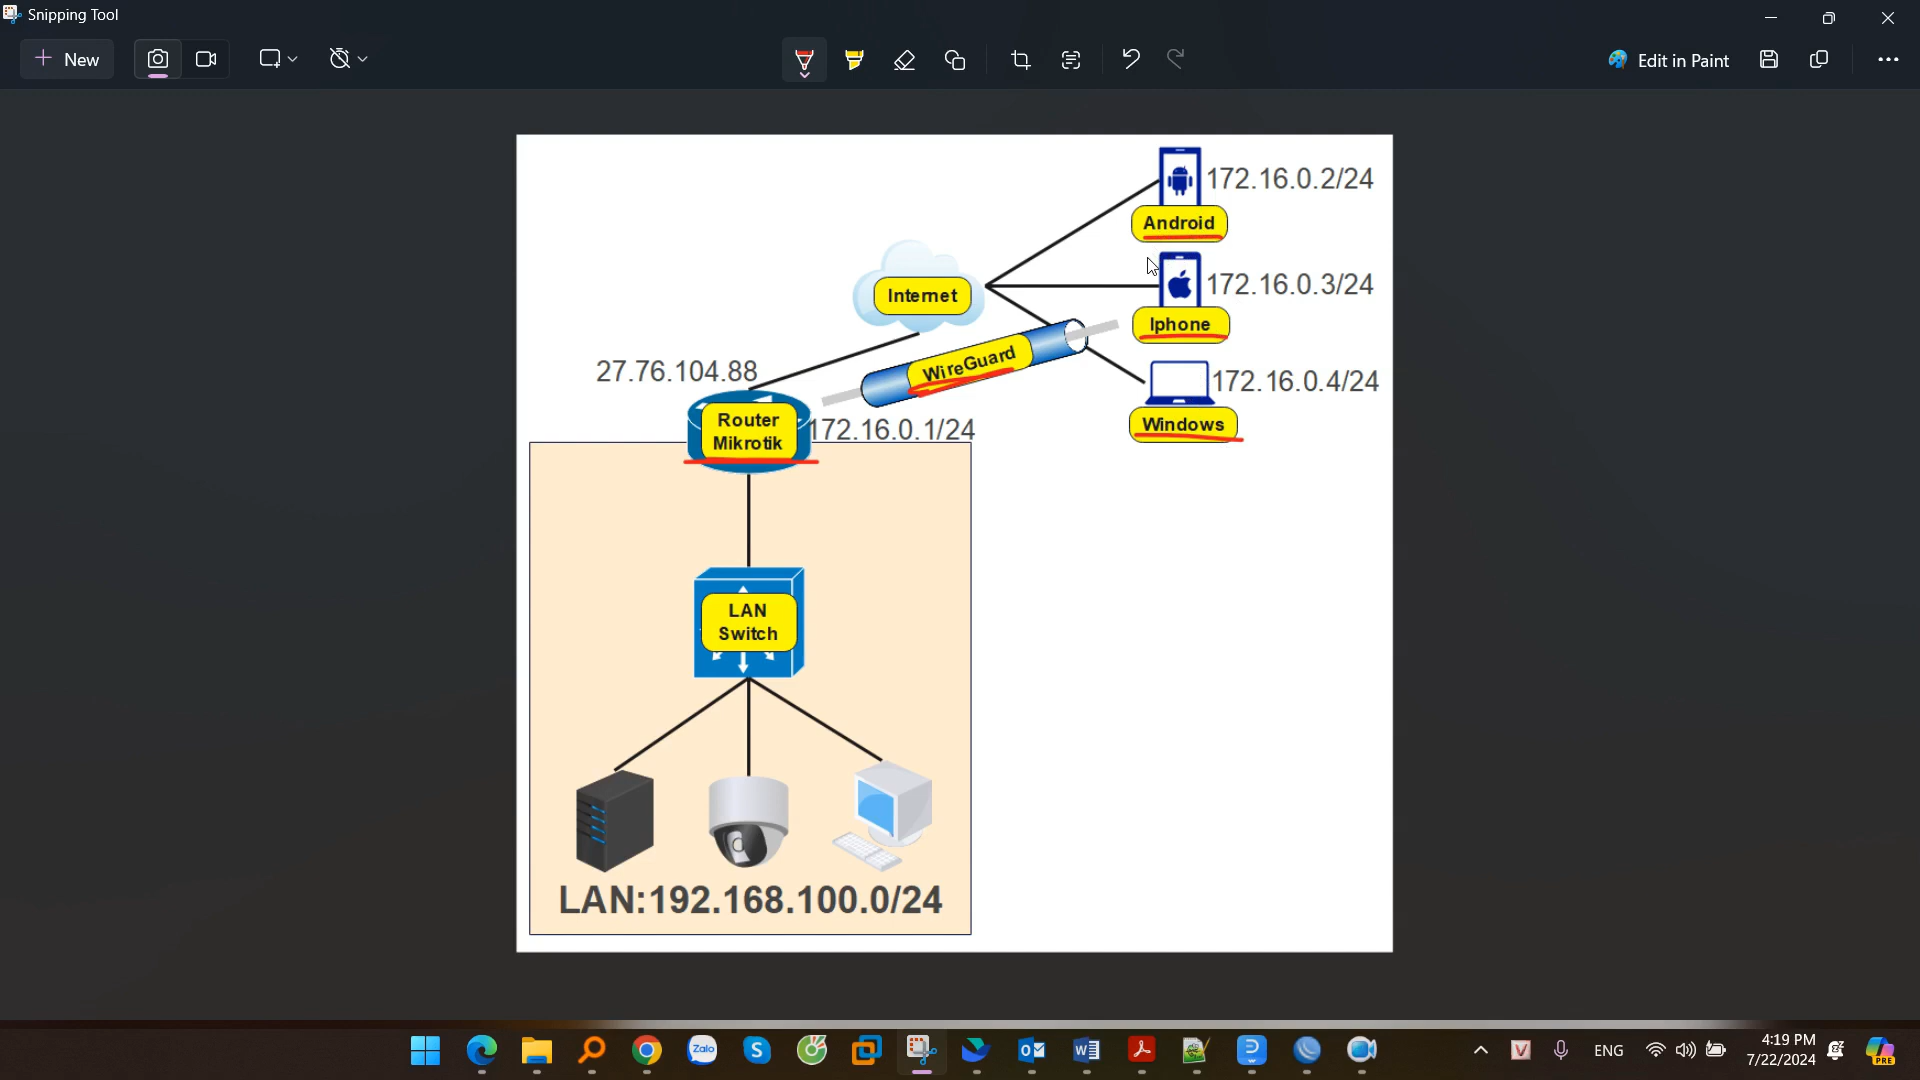 Snipping Tool
New
Edit in Paint
172.16.0.2/24
Android
Internet
172.16.0.3/24
Iphone
WireGuard
27.76.104.88
172.16.0.4/24
Windows
Router
Mikrotik
172.16.0.1/24
LAN
Switch
LAN:192.168.100.0/24
Zalo
ENG
4:19 PM
7/22/2024
PRE